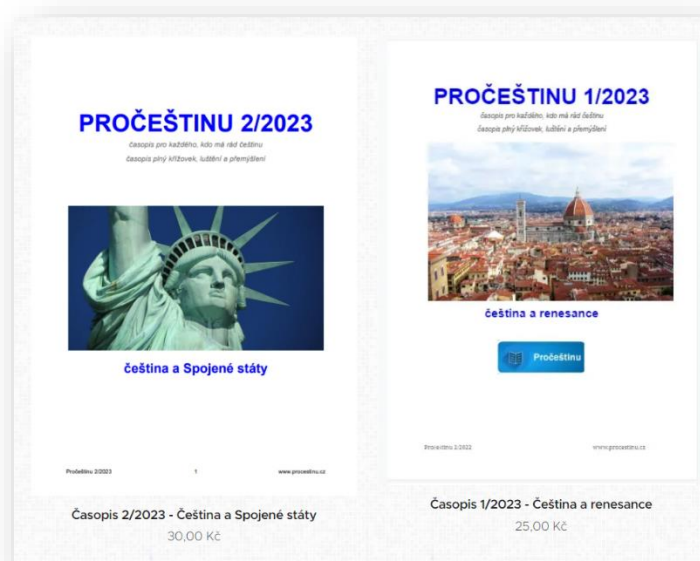 PROČEŠTINU 2/2023
časopis pro každého, kdo má rád češtinu
časopis plný křížovek, luštění a přemýšlení
čeština a Spojené státy
Pročeštinu 2/2023 1 www.procestinu.cz
Časopis 2/2023 - Čeština a Spojené státy
30,00 Kč
PROČEŠTINU 1/2023
časopis pro každého, kdo má rád češtinu
časopis plný křížovek, luštění a přemýšlení
čeština a renesance
Pročeštinu
Pročeštinu 1/2022 www.procestinu.cz
Časopis 1/2023 - Čeština a renesance
25,00 Kč